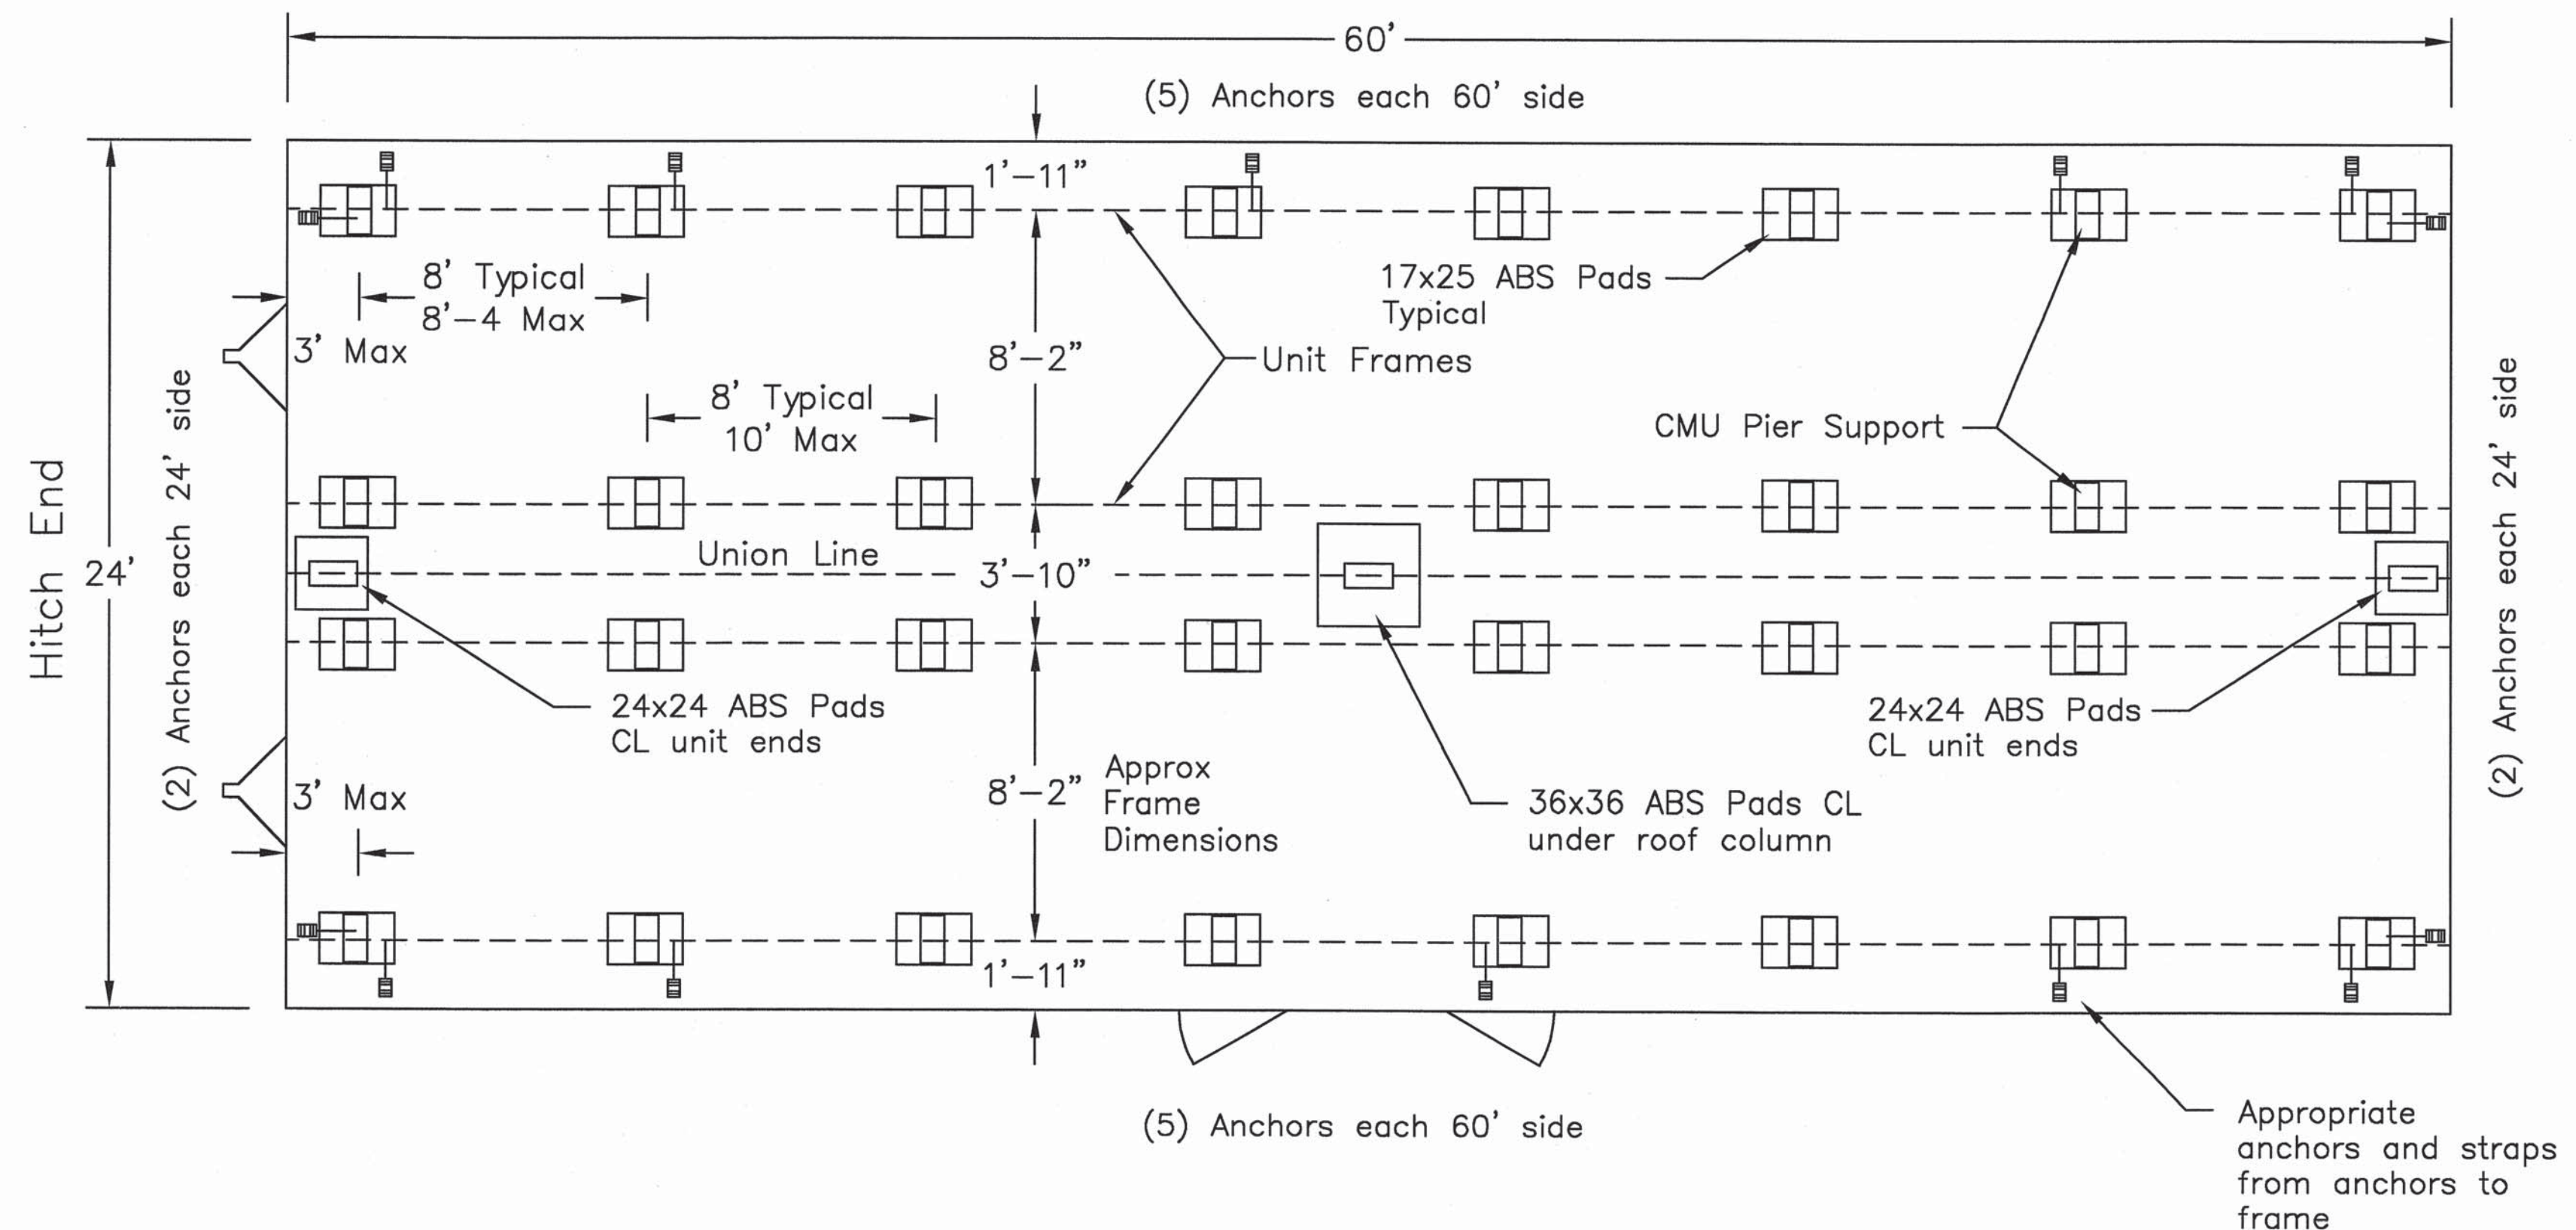 60’
(5) Anchors each 60’ side
1’–11”
8’ Typical
8’–4 Max
3’ Max
17x25 ABS Pads
Typical
8’–2”
Unit Frames
8’ Typical
10’ Max
CMU Pier Support
Hitch End
24’
(2) Anchors each 24’ side
(2) Anchors each 24’ side
Union Line
3’–10”
24x24 ABS Pads
CL unit ends
24x24 ABS Pads
CL unit ends
3’ Max
8’–2”
Approx
Frame
Dimensions
36x36 ABS Pads CL
under roof column
1’–11”
(5) Anchors each 60’ side
Appropriate
anchors and straps
from anchors to
frame